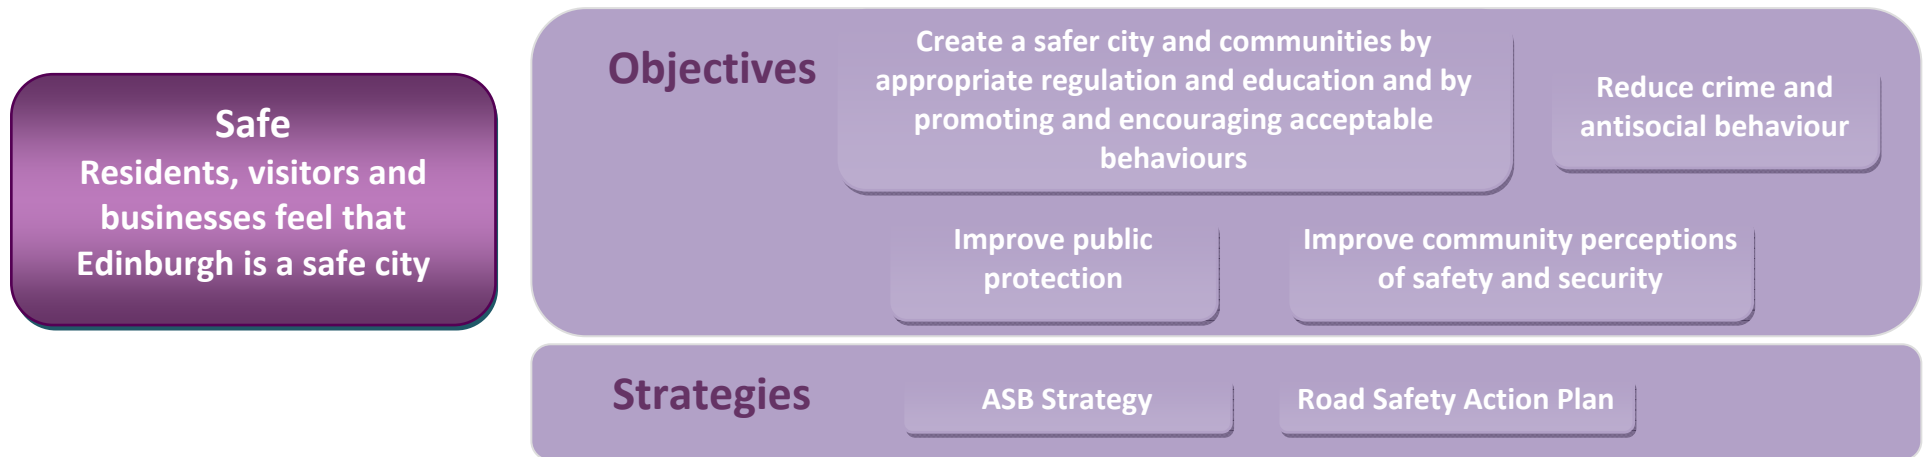 Safe
Residents, visitors and
businesses feel that
Edinburgh is a safe city
Objectives
Create a safer city and communities by
appropriate regulation and education and by
promoting and encouraging acceptable
behaviours
Reduce crime and
antisocial behaviour
Improve public
protection
Improve community perceptions
of safety and security
Strategies
ASB Strategy
Road Safety Action Plan